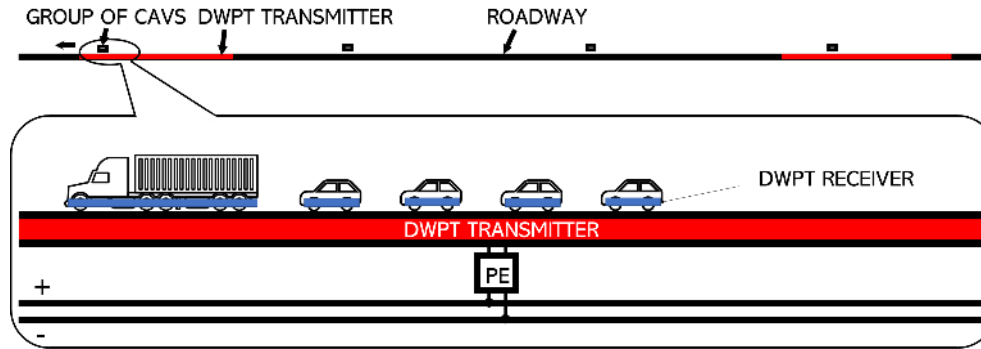 GROUP OF CAVS DWPT TRANSMITTER ROADWAY
DWPT RECEIVER
DWPT TRANSMITTER
PE
+
-